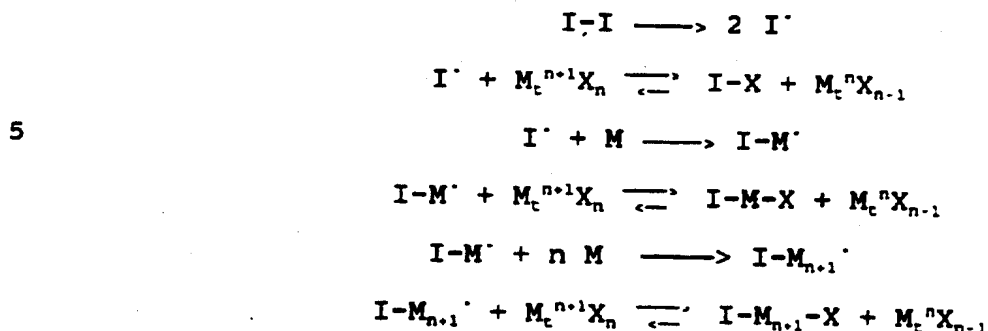 I-I ⟶ 2 I˙
I˙ + Mₜⁿ⁺¹Xₙ ⇌ I-X + MₜⁿXₙ₋₁
5
I˙ + M ⟶ I-M˙
I-M˙ + Mₜⁿ⁺¹Xₙ ⇌ I-M-X + MₜⁿXₙ₋₁
I-M˙ + n M ⟶ I-Mₙ₊₁˙
I-Mₙ₊₁˙ + Mₜⁿ⁺¹Xₙ ⇌ I-Mₙ₊₁-X + MₜⁿXₙ₋₁